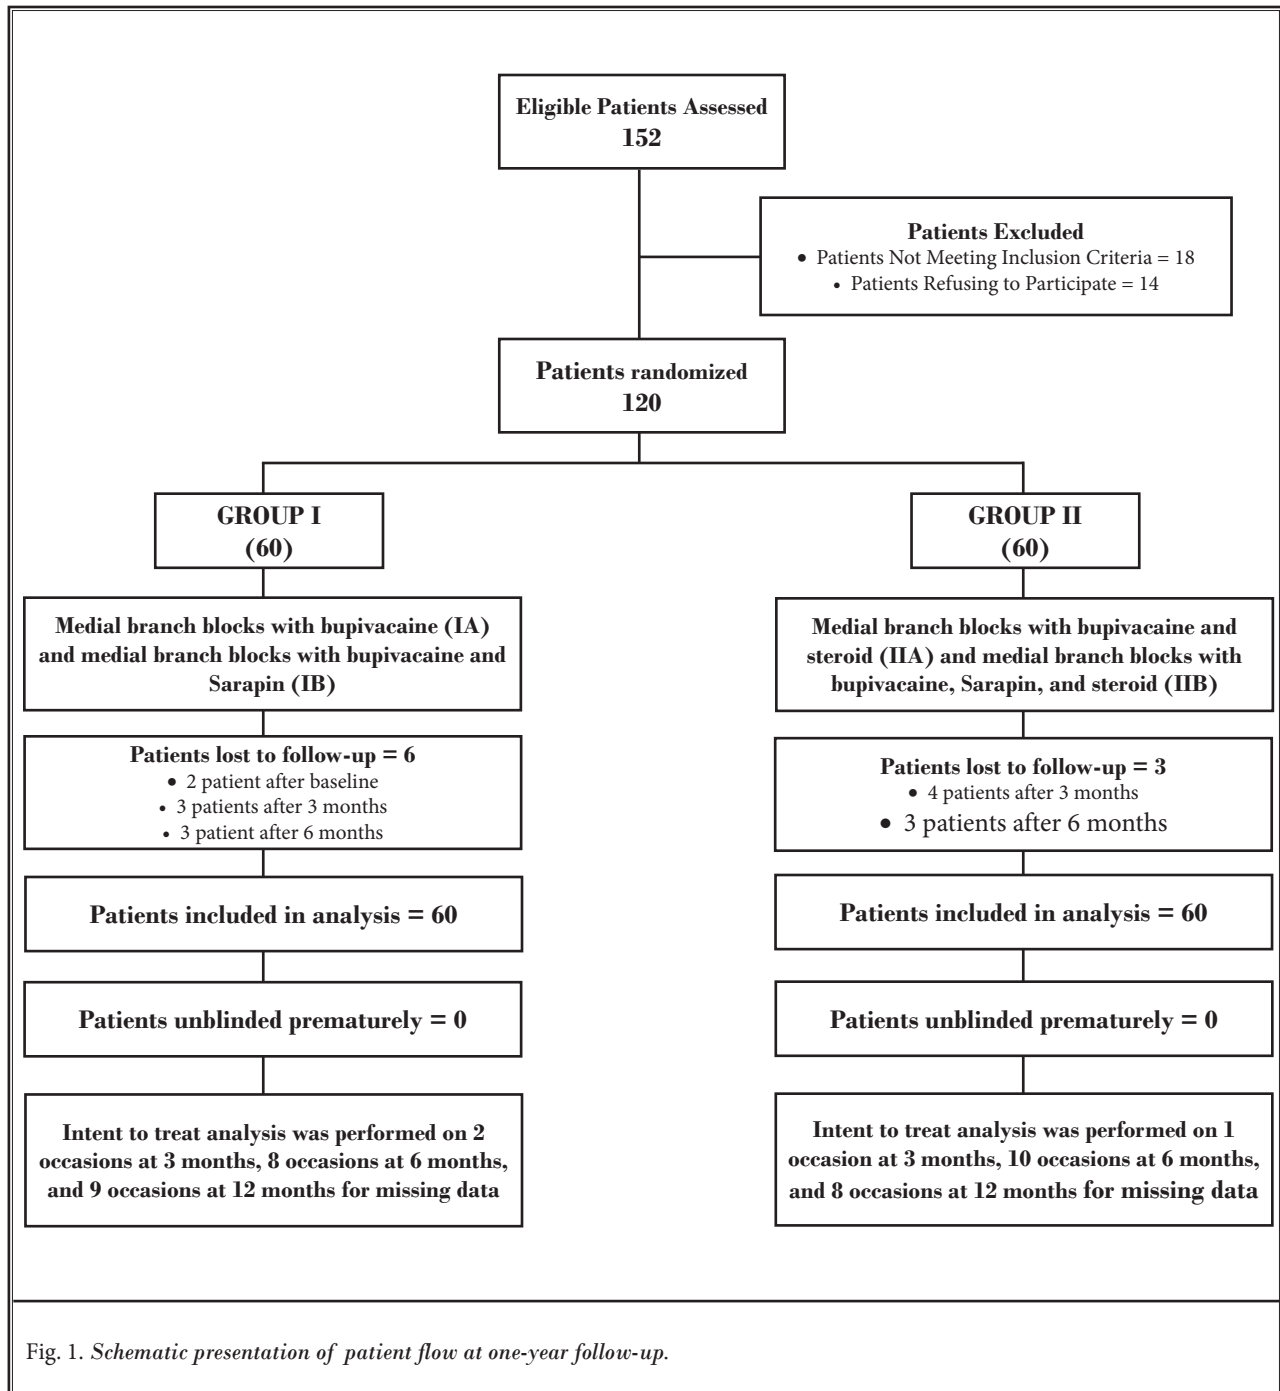 Eligible Patients Assessed
152
Patients Excluded
• Patients Not Meeting Inclusion Criteria = 18
• Patients Refusing to Participate = 14
Patients randomized
120
GROUP I
(60)
GROUP II
(60)
Medial branch blocks with bupivacaine (IA)
and medial branch blocks with bupivacaine and
Sarapin (IB)
Medial branch blocks with bupivacaine and
steroid (IIA) and medial branch blocks with
bupivacaine, Sarapin, and steroid (IIB)
Patients lost to follow-up = 6
• 2 patient after baseline
• 3 patients after 3 months
• 3 patient after 6 months
Patients lost to follow-up = 3
• 4 patients after 3 months
• 3 patients after 6 months
Patients included in analysis = 60
Patients included in analysis = 60
Patients unblinded prematurely = 0
Patients unblinded prematurely = 0
Intent to treat analysis was performed on 2
occasions at 3 months, 8 occasions at 6 months,
and 9 occasions at 12 months for missing data
Intent to treat analysis was performed on 1
occasion at 3 months, 10 occasions at 6 months,
and 8 occasions at 12 months for missing data
Fig. 1. Schematic presentation of patient flow at one-year follow-up.